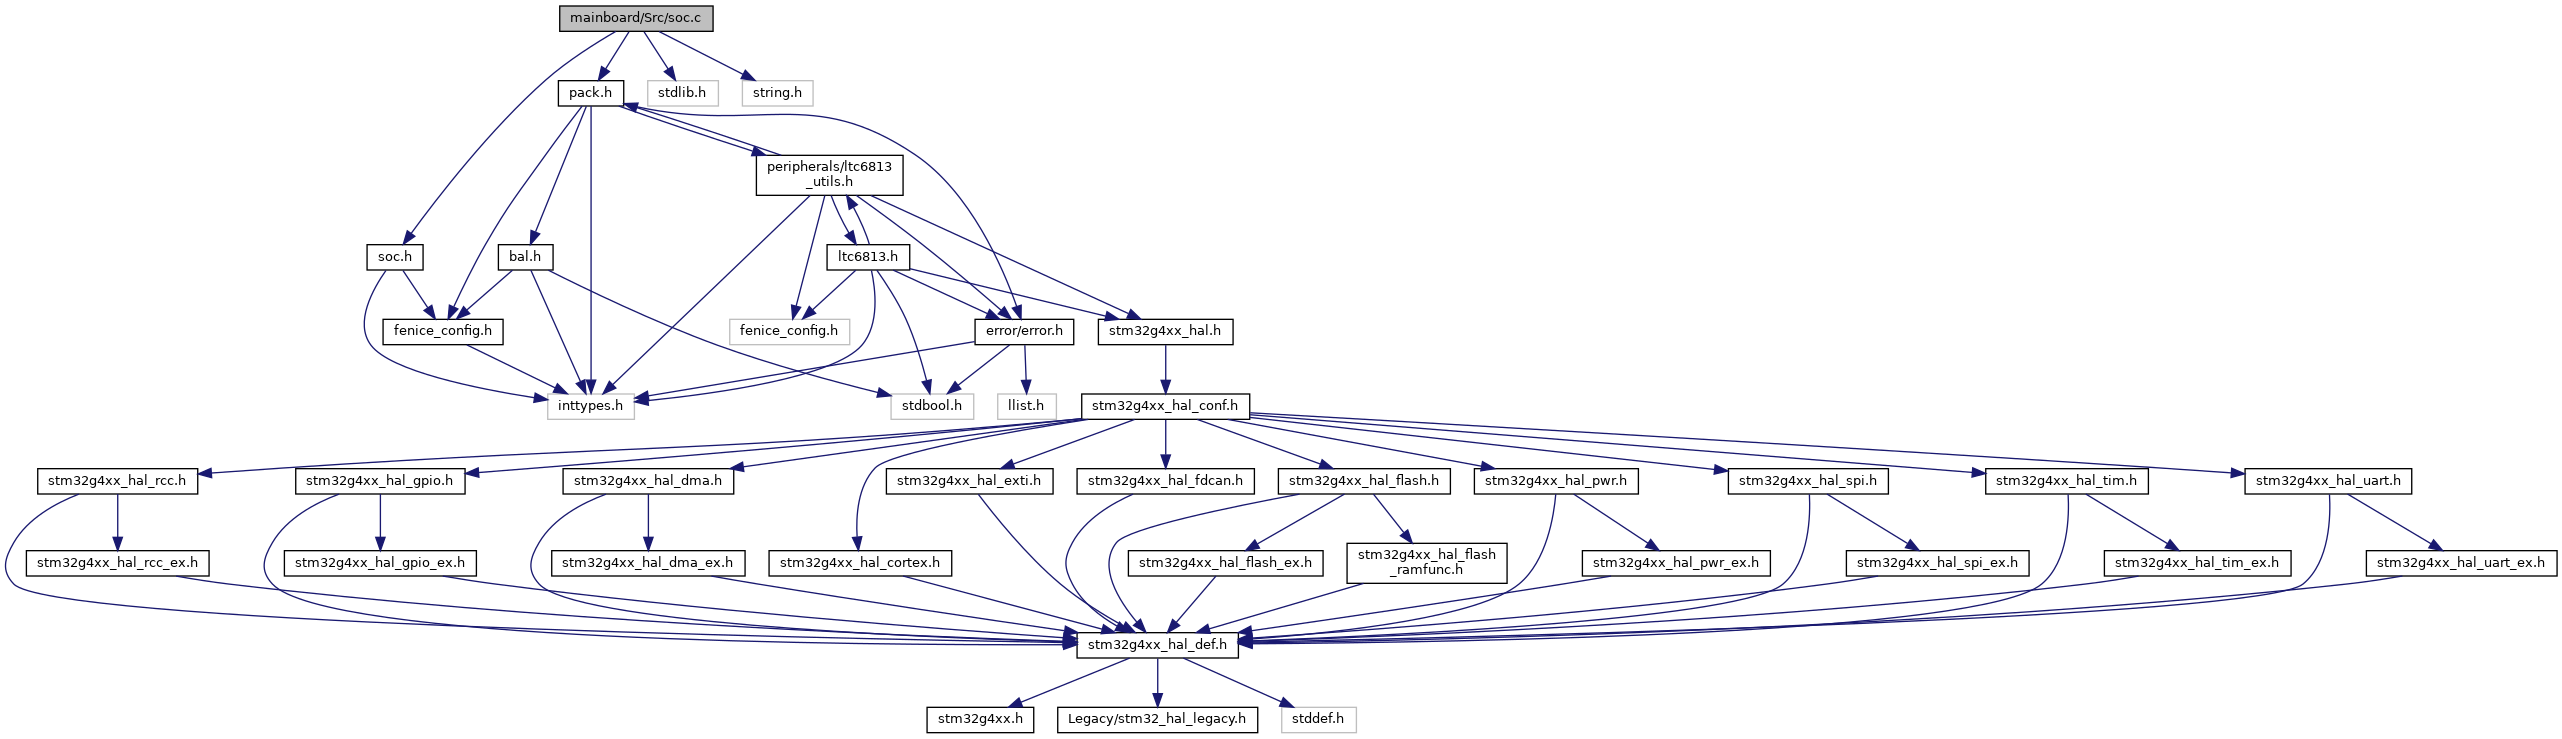 mainboard/Src/soc.c
pack.h
stdlib.h
string.h
peripherals/ltc6813
_utils.h
soc.h
bal.h
ltc6813.h
fenice_config.h
fenice_config.h
error/error.h
stm32g4xx_hal.h
inttypes.h
stdbool.h
llist.h
stm32g4xx_hal_conf.h
stm32g4xx_hal_rcc.h
stm32g4xx_hal_gpio.h
stm32g4xx_hal_dma.h
stm32g4xx_hal_exti.h
stm32g4xx_hal_fdcan.h
stm32g4xx_hal_flash.h
stm32g4xx_hal_pwr.h
stm32g4xx_hal_spi.h
stm32g4xx_hal_tim.h
stm32g4xx_hal_uart.h
stm32g4xx_hal_rcc_ex.h
stm32g4xx_hal_gpio_ex.h
stm32g4xx_hal_dma_ex.h
stm32g4xx_hal_cortex.h
stm32g4xx_hal_flash_ex.h
stm32g4xx_hal_flash
_ramfunc.h
stm32g4xx_hal_pwr_ex.h
stm32g4xx_hal_spi_ex.h
stm32g4xx_hal_tim_ex.h
stm32g4xx_hal_uart_ex.h
stm32g4xx_hal_def.h
stm32g4xx.h
Legacy/stm32_hal_legacy.h
stddef.h